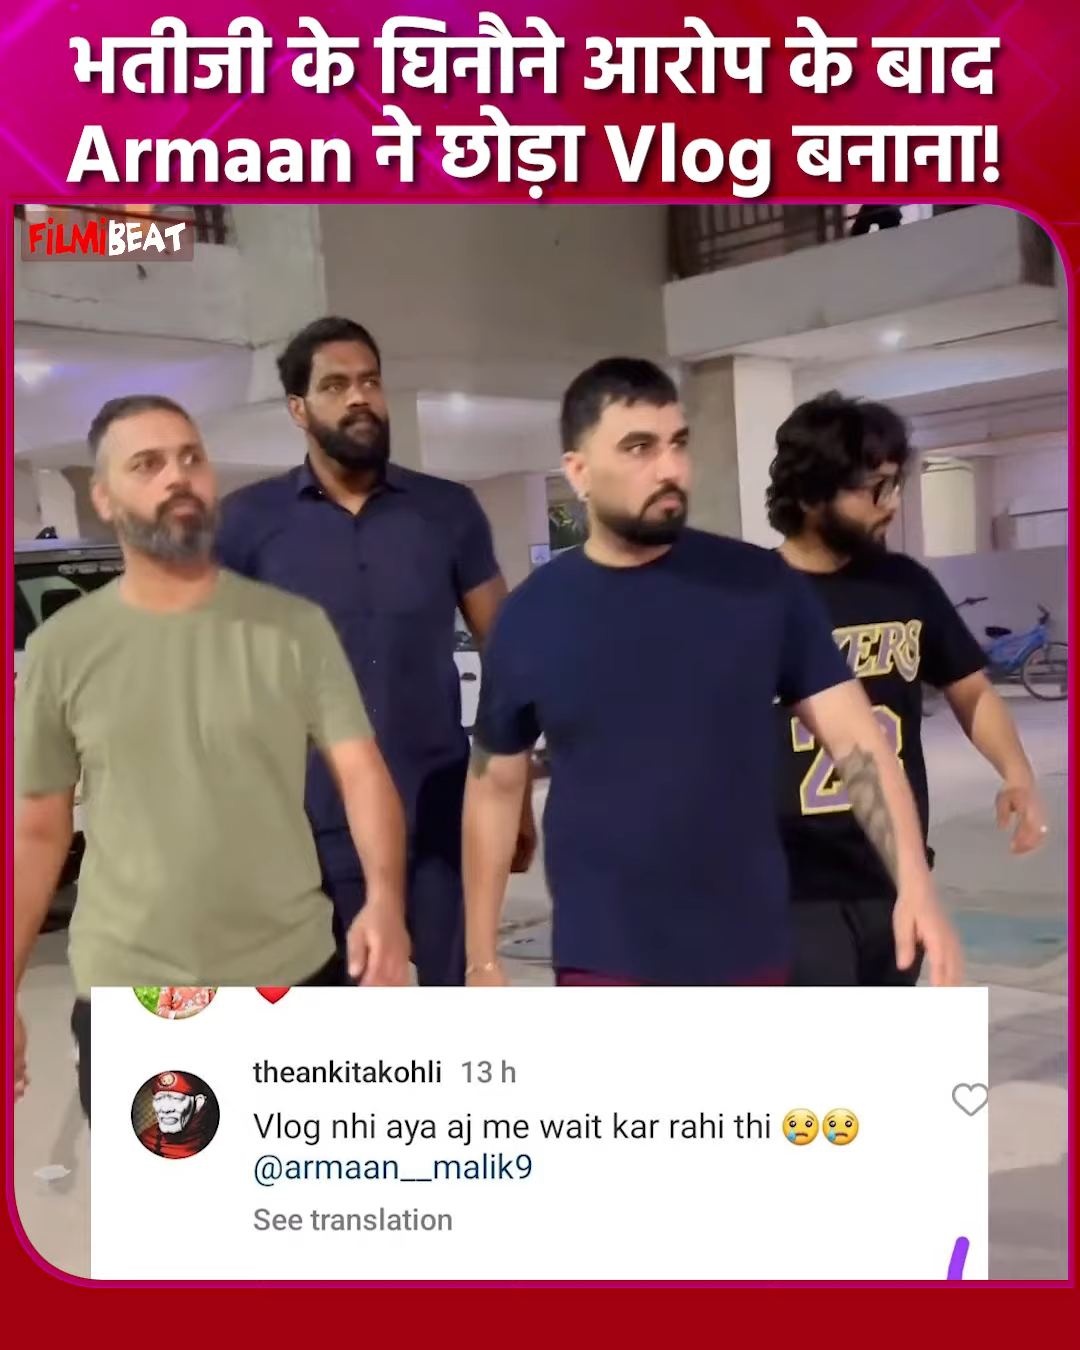 भतीजी के घिनौने आरोप के बाद
Armaan ने छोड़ा Vlog बनाना!
FiLMiBEAT
KERS
theankitakohli 13 h
Vlog nhi aya aj me wait kar rahi thi 😢😢
@armaan__malik9
See translation